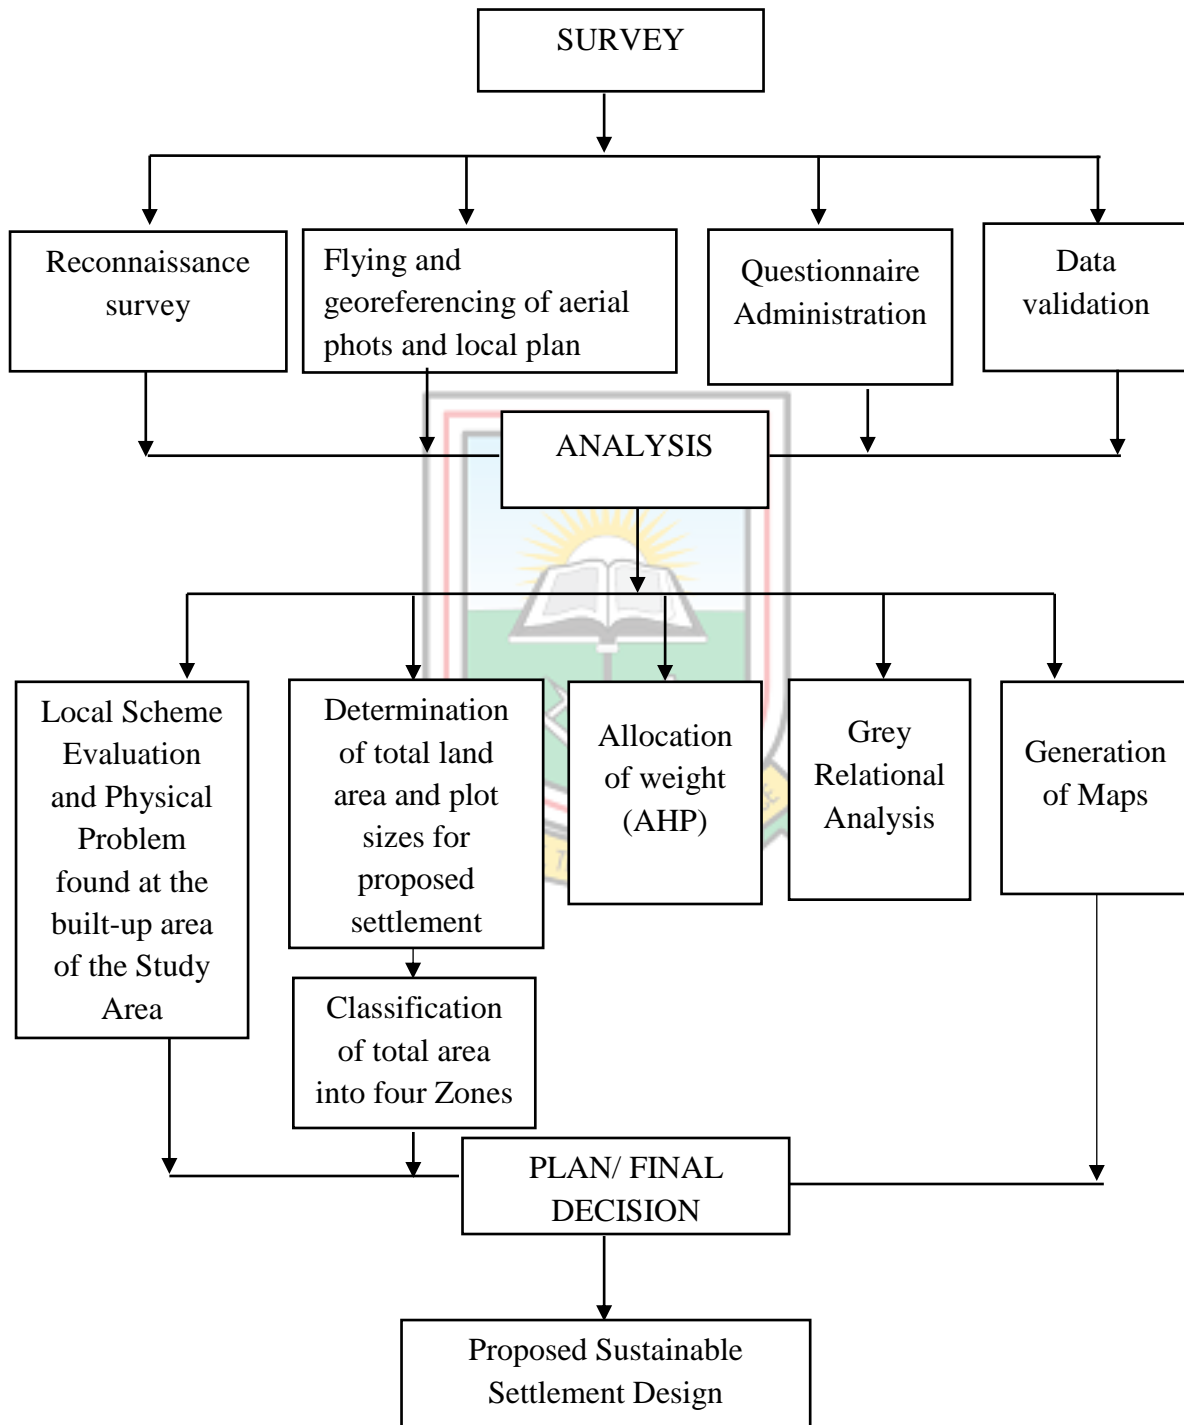 SURVEY
Reconnaissance
survey
Flying and
georeferencing of aerial
phots and local plan
Questionnaire
Administration
Data
validation
ANALYSIS
Local Scheme
Evaluation
and Physical
Problem
found at the
built-up area
of the Study
Area
Determination
of total land
area and plot
sizes for
proposed
settlement
Allocation
of weight
(AHP)
Grey
Relational
Analysis
Generation
of Maps
Classification
of total area
into four Zones
PLAN/ FINAL
DECISION
Proposed Sustainable
Settlement Design